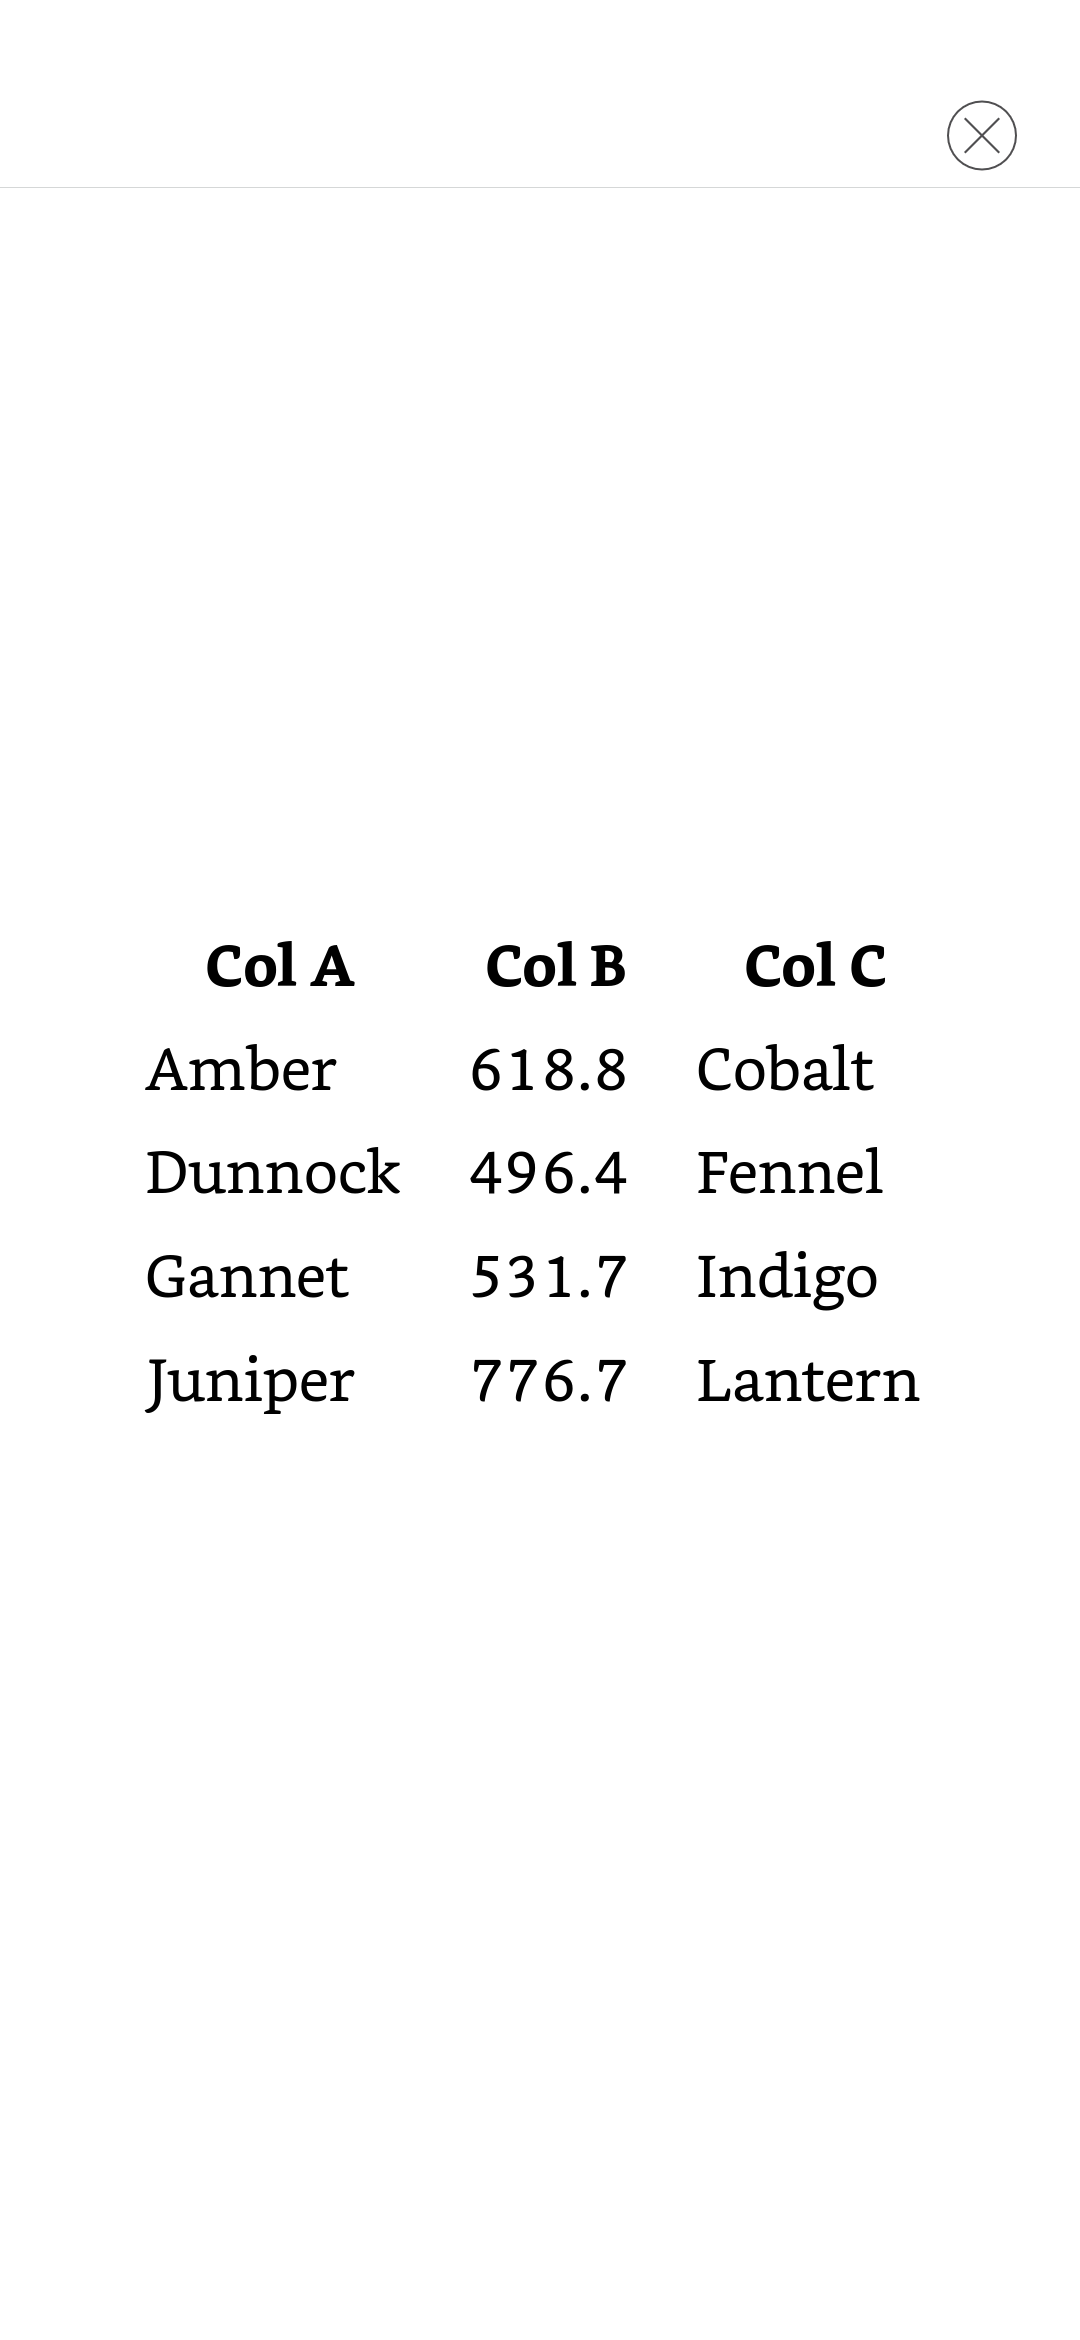 Col A Col B Col C
Amber 618.8 Cobalt
Dunnock 496.4 Fennel
Gannet 531.7 Indigo
Juniper 776.7 Lantern